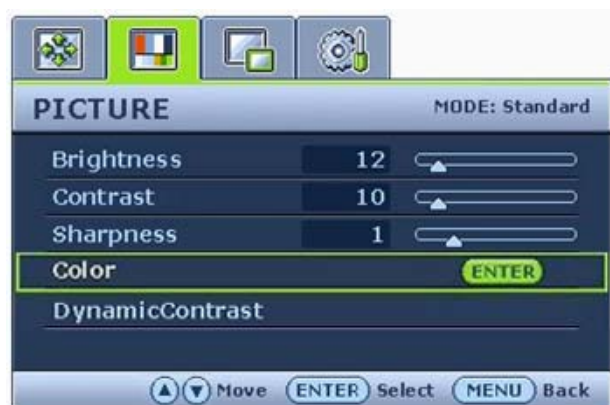 PICTURE MODE: Standard
Brightness 12
Contrast 10
Sharpness 1
Color ENTER
DynamicContrast
Move ENTER Select MENU Back